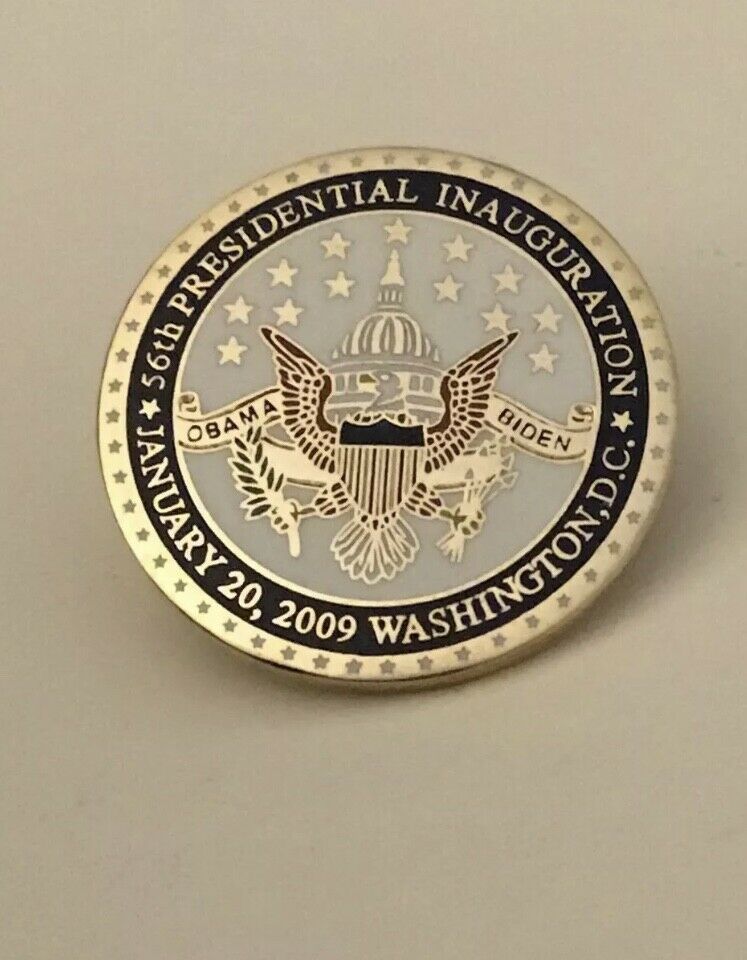 56th PRESIDENTIAL INAUGURATION
JANUARY 20, 2009 WASHINGTON, D.C.
OBAMA
BIDEN